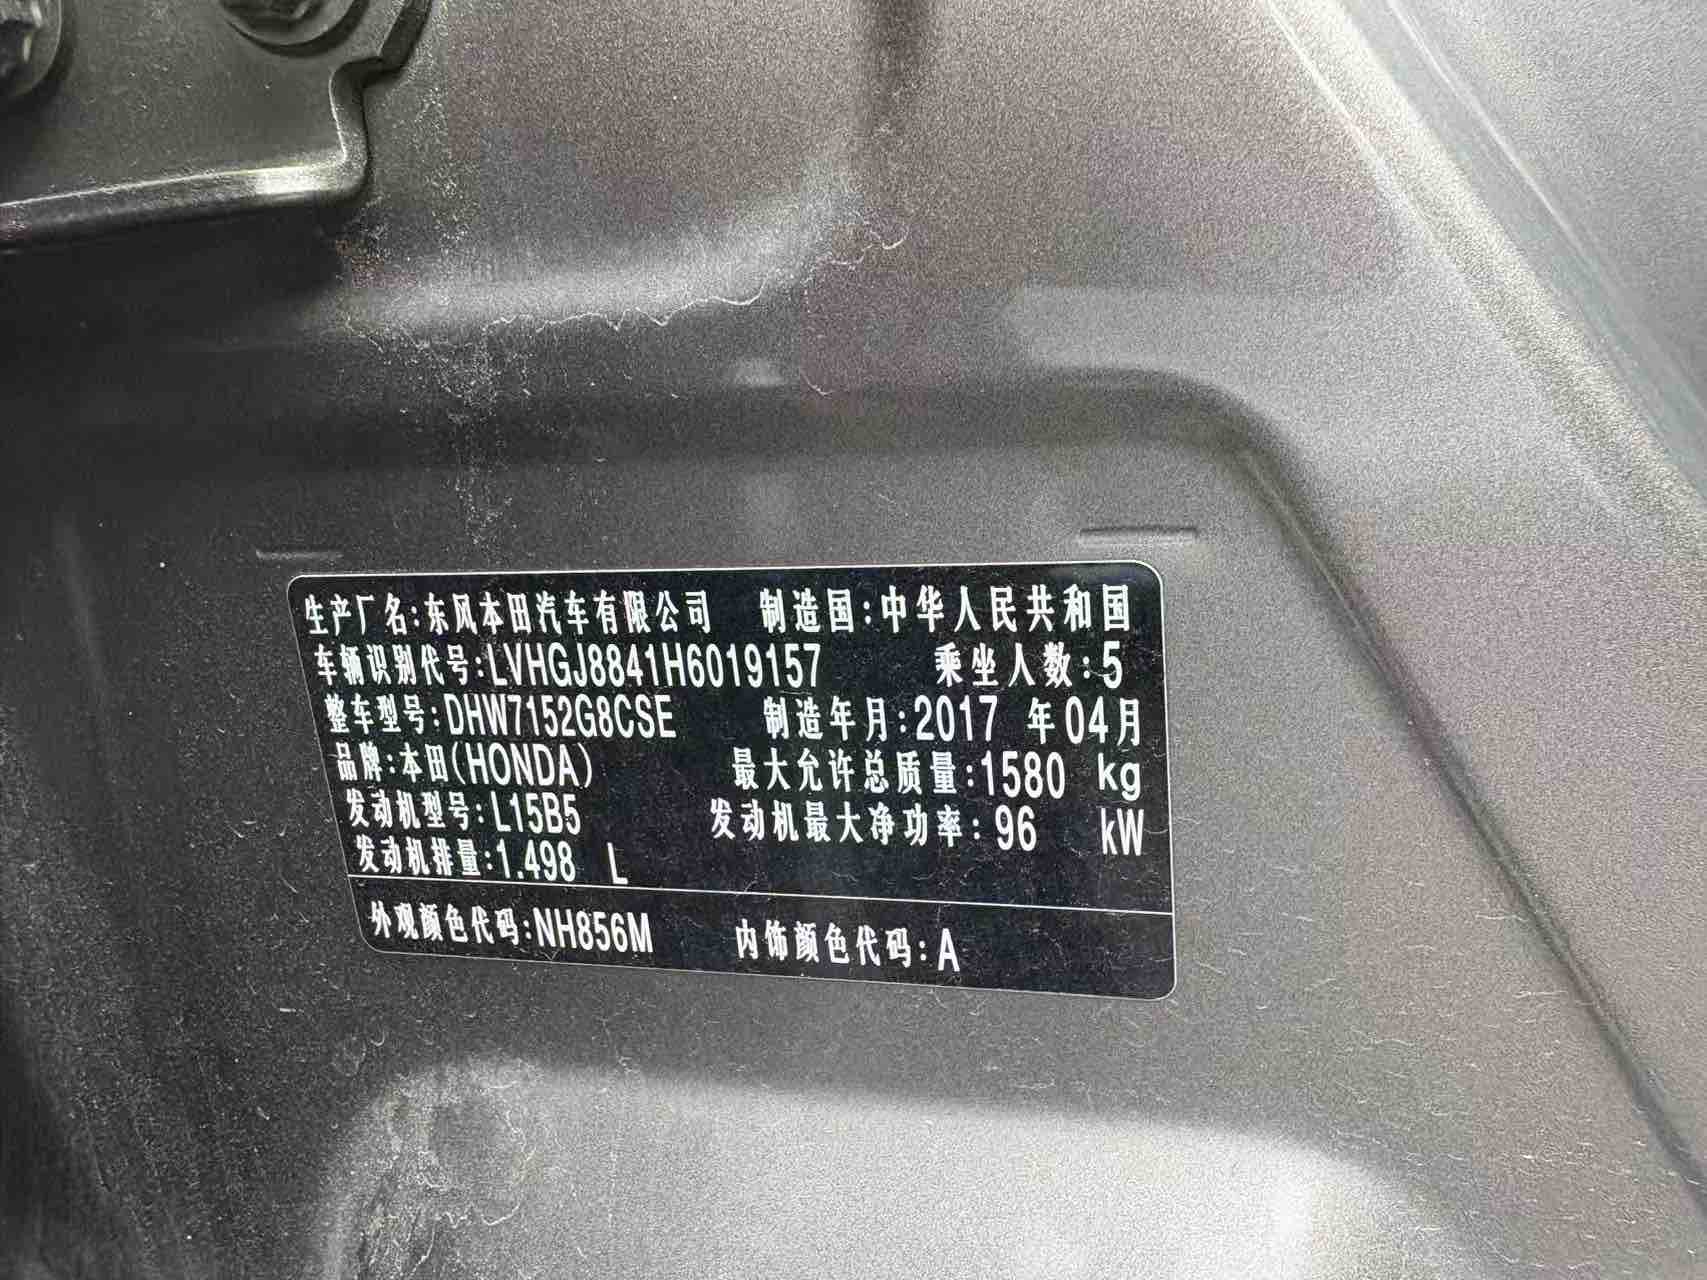 生产厂名:东风本田汽车有限公司 制造国:中华人民共和国
车辆识别代号:LVHGJ8841H6019157 乘坐人数:5
整车型号:DHW7152G8CSE 制造年月:2017 年04月
品牌:本田(HONDA) 最大允许总质量:1580 kg
发动机型号:L15B5 发动机最大净功率:96 kW
发动机排量:1.498 L
外观颜色代码:NH856M 内饰颜色代码:A